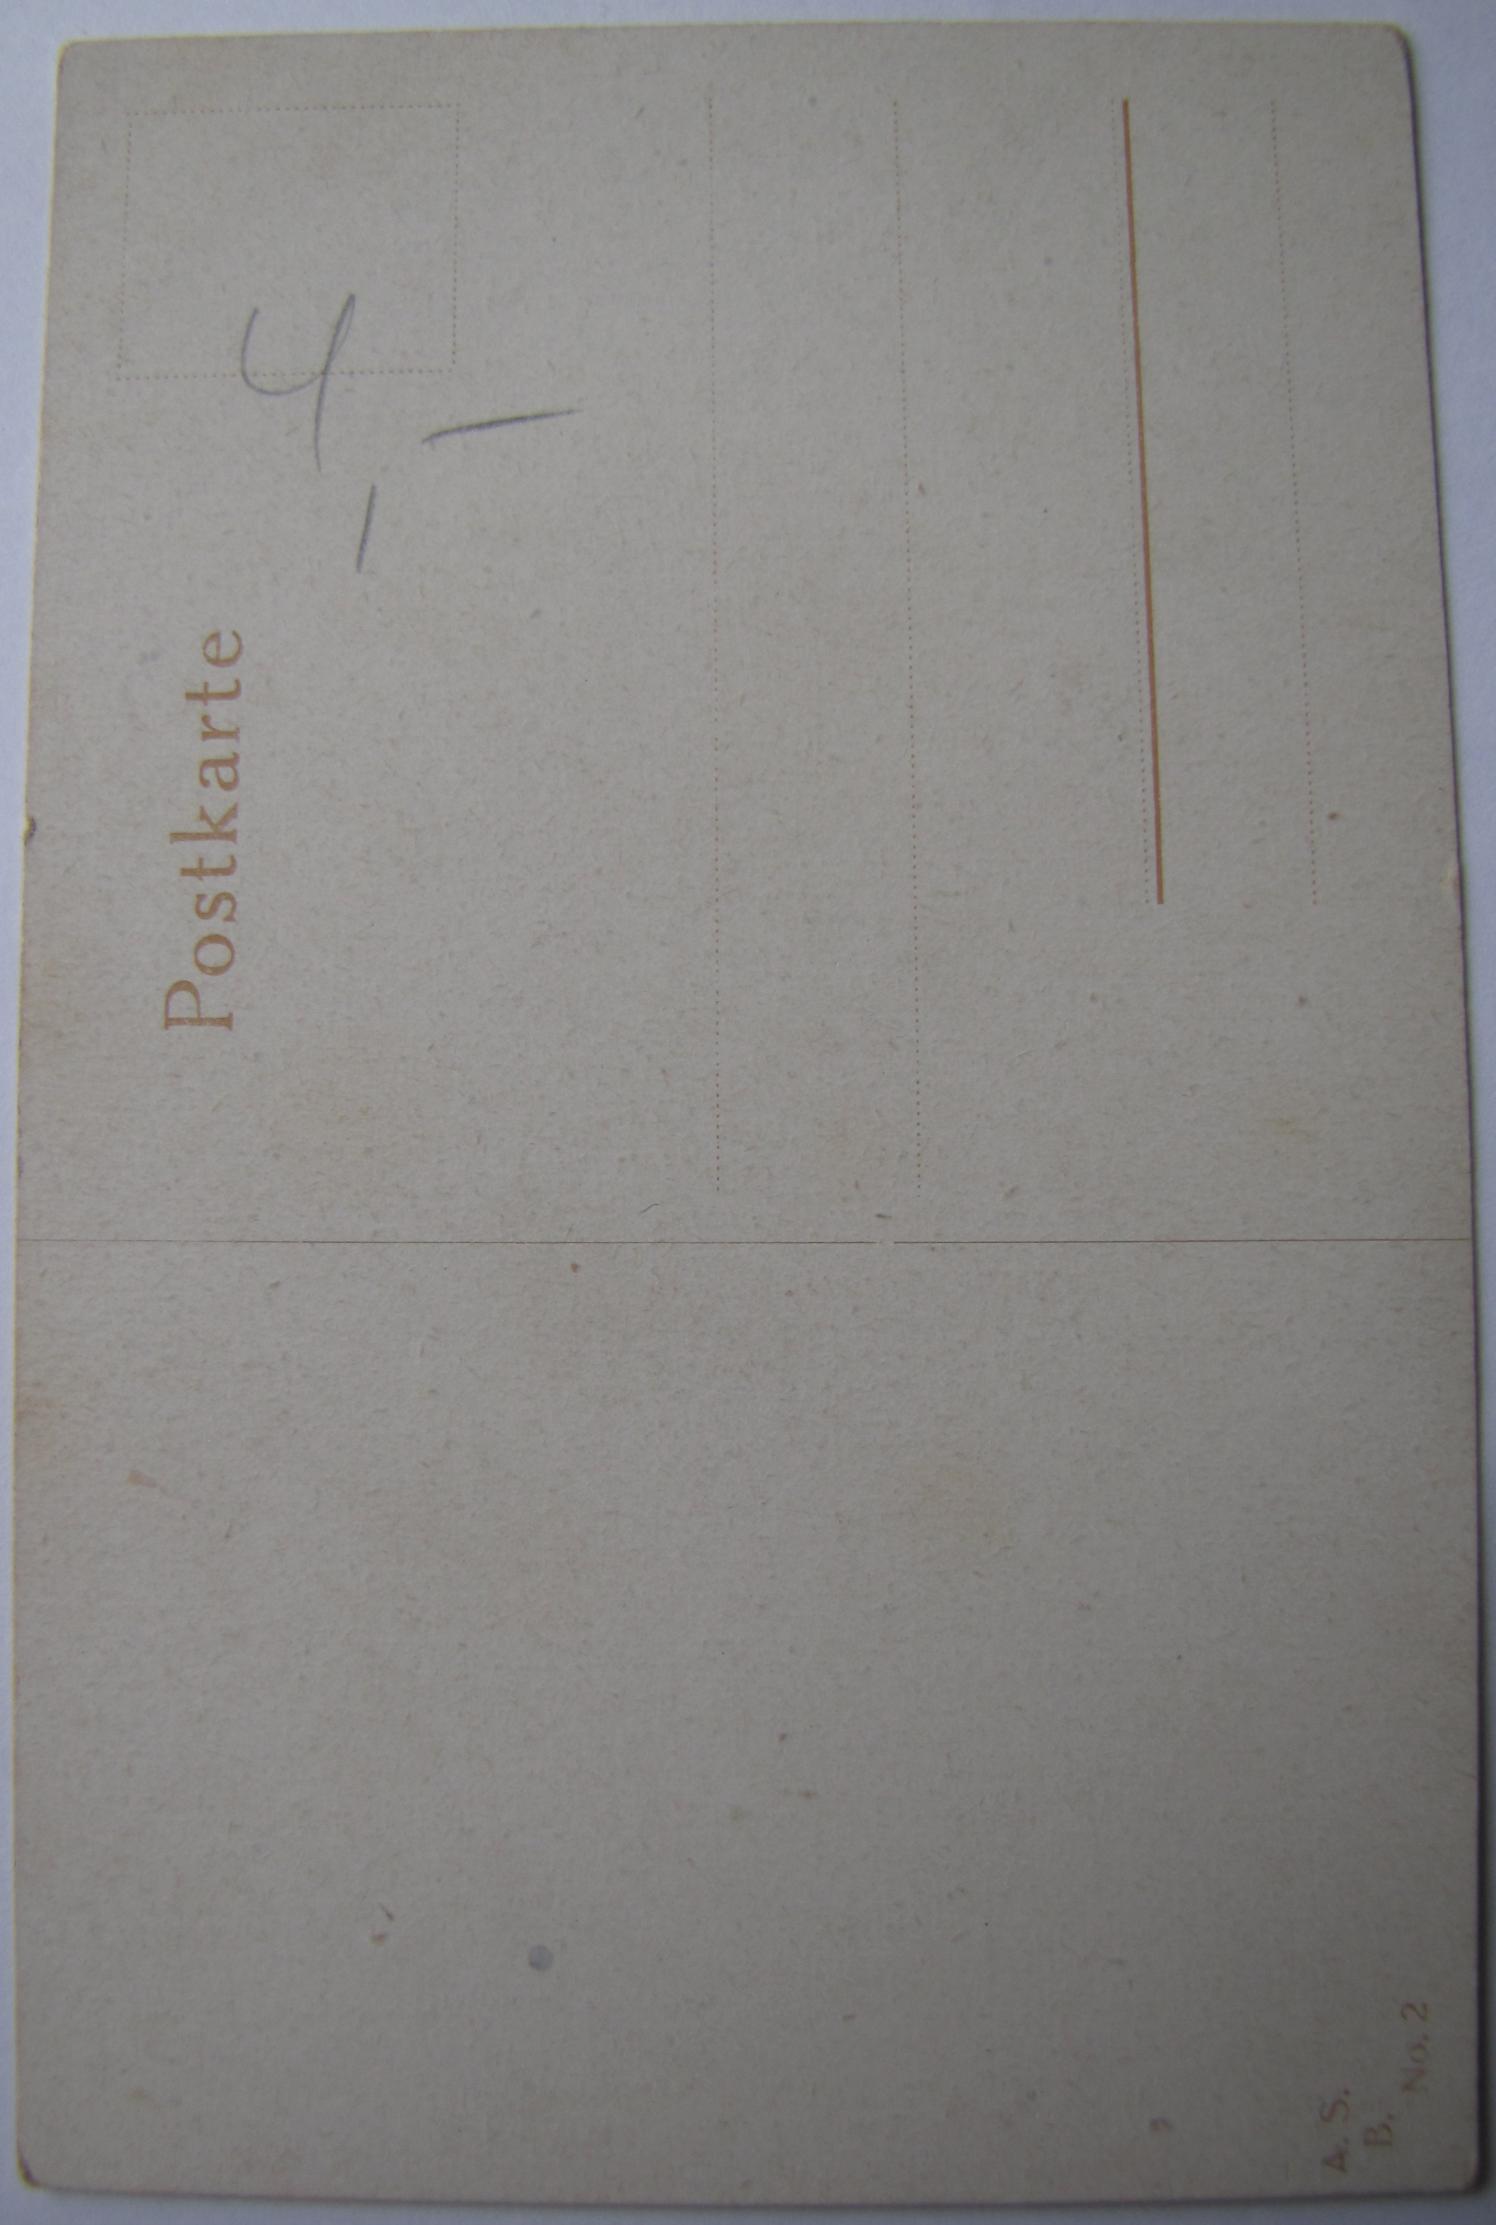 Postkarte
4,-
A. S.
B.
No. 2